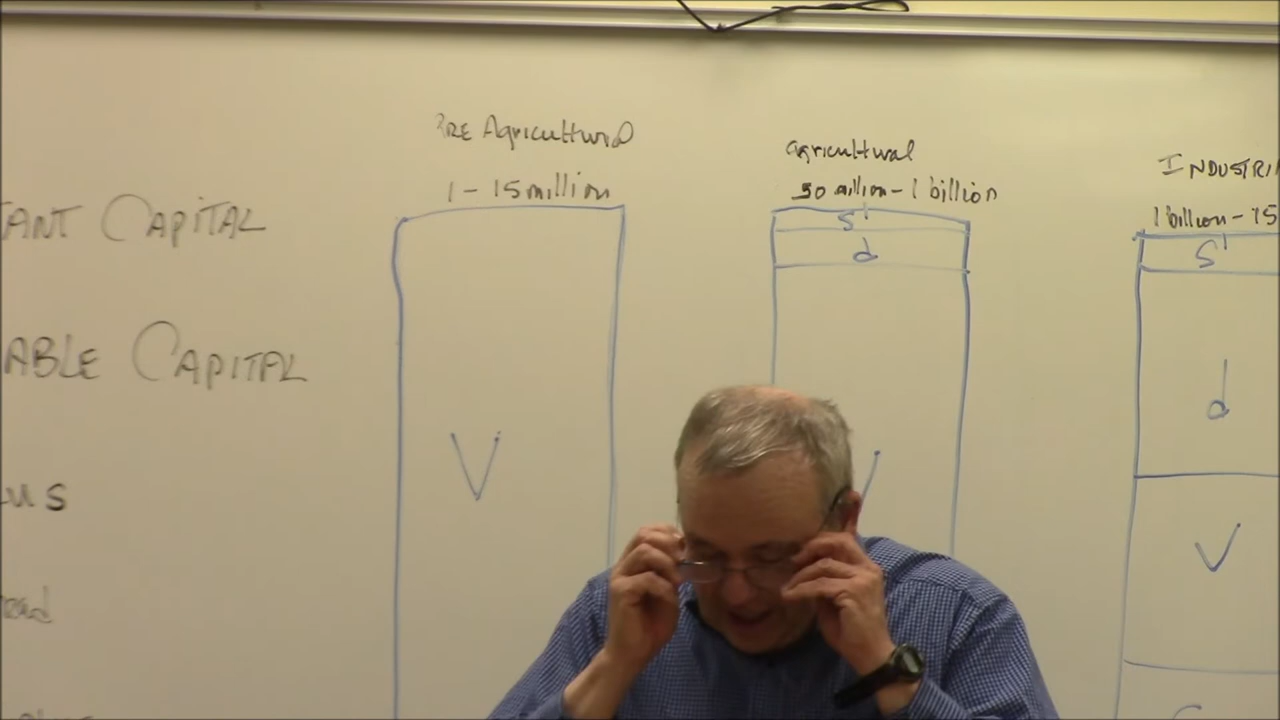 PRE Agricultural
1-15 million
agricultural
50 million - 1 billion
INDUSTRI
1 billion - 15
TANT CAPITAL
ABLE CAPITAL
us
ead
V
S'
d
V
S'
d
V
C